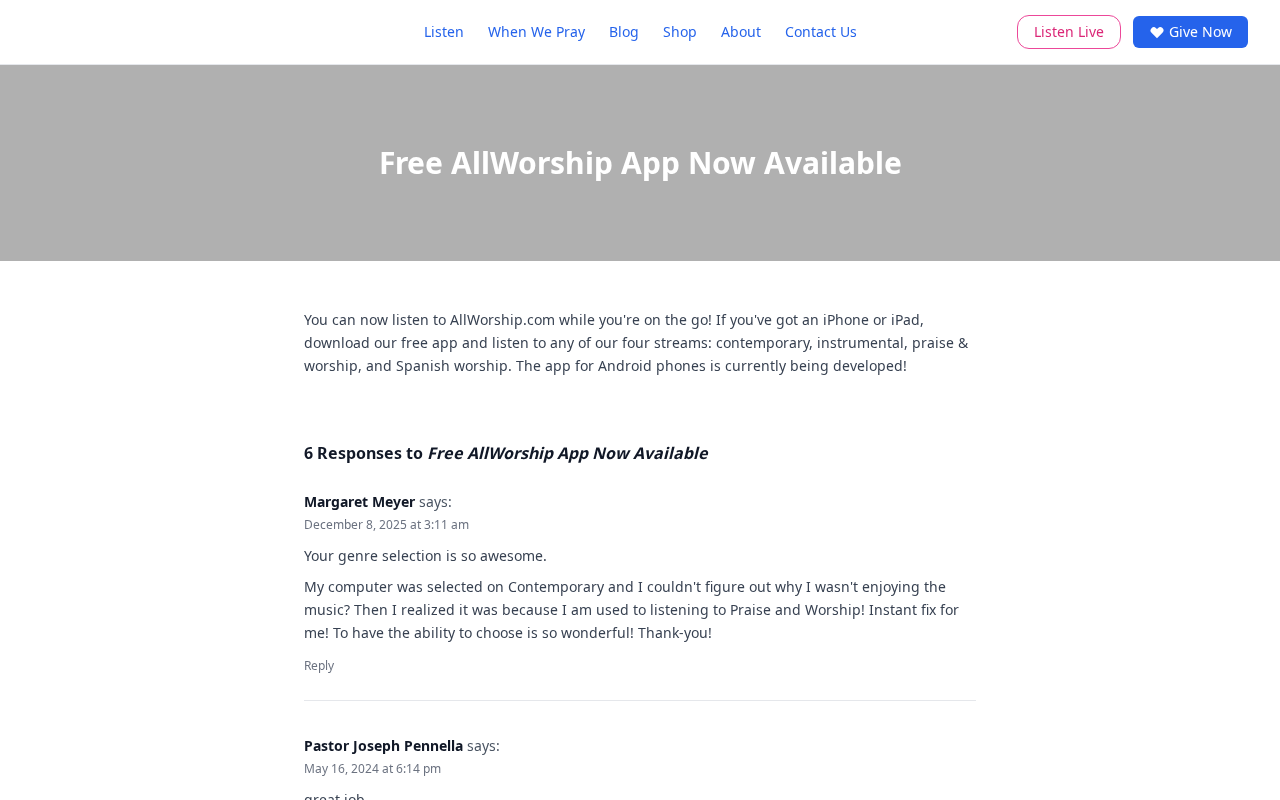 Listen
When We Pray
Blog
Shop
About
Contact Us
Listen Live
Give Now
Free AllWorship App Now Available
You can now listen to AllWorship.com while you're on the go! If you've got an iPhone or iPad,
download our free app and listen to any of our four streams: contemporary, instrumental, praise &
worship, and Spanish worship. The app for Android phones is currently being developed!
6 Responses to Free AllWorship App Now Available
Margaret Meyer says:
December 8, 2025 at 3:11 am
Your genre selection is so awesome.
My computer was selected on Contemporary and I couldn't figure out why I wasn't enjoying the
music? Then I realized it was because I am used to listening to Praise and Worship! Instant fix for
me! To have the ability to choose is so wonderful! Thank-you!
Reply
Pastor Joseph Pennella says:
May 16, 2024 at 6:14 pm
great job